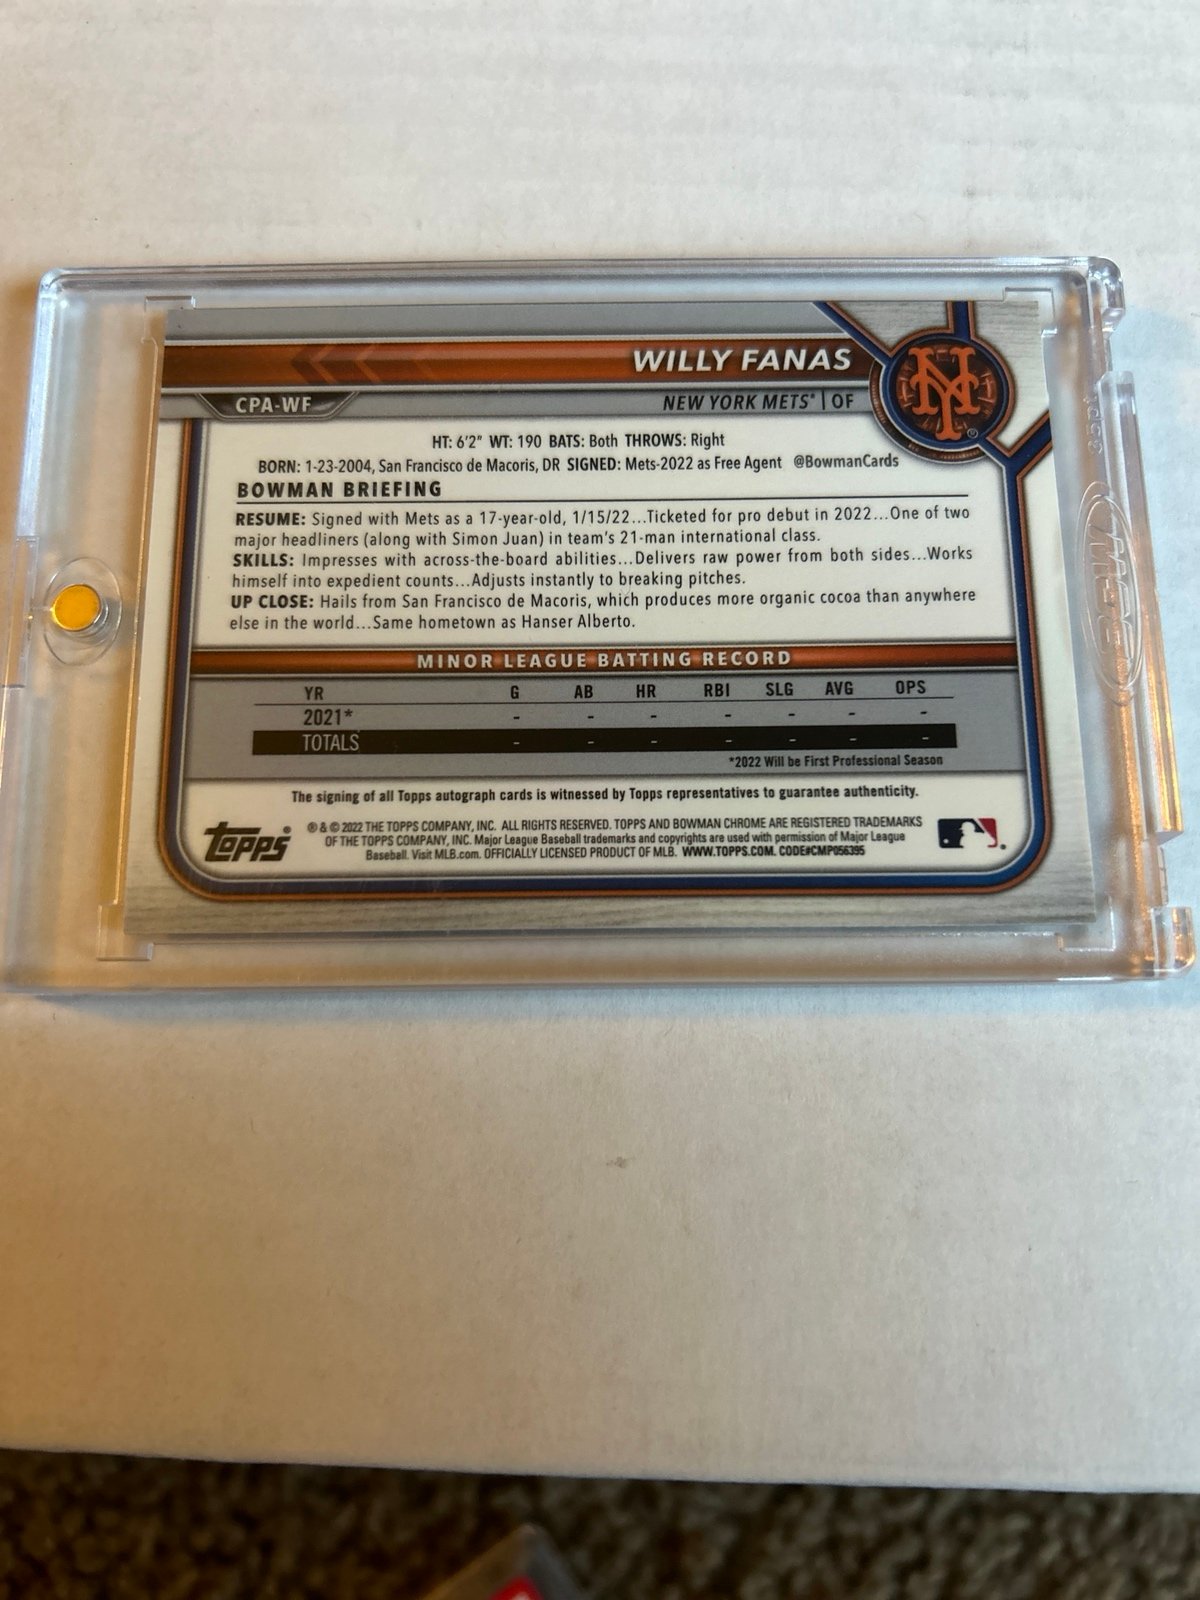 WILLY FANAS
CPA-WF
NEW YORK METS® | OF
NY
HT: 6'2" WT: 190 BATS: Both THROWS: Right
BORN: 1-23-2004, San Francisco de Macoris, DR SIGNED: Mets-2022 as Free Agent @BowmanCards
BOWMAN BRIEFING
RESUME: Signed with Mets as a 17-year-old, 1/15/22...Ticketed for pro debut in 2022...One of two
major headliners (along with Simon Juan) in team's 21-man international class.
SKILLS: Impresses with across-the-board abilities...Delivers raw power from both sides...Works
himself into expedient counts...Adjusts instantly to breaking pitches.
UP CLOSE: Hails from San Francisco de Macoris, which produces more organic cocoa than anywhere
else in the world...Same hometown as Hanser Alberto.
MINOR LEAGUE BATTING RECORD
YR G AB HR RBI SLG AVG OPS
2021* - - - - - - -
TOTALS - - - - - - -
*2022 Will be First Professional Season
The signing of all Topps autograph cards is witnessed by Topps representatives to guarantee authenticity.
topps®
® & © 2022 THE TOPPS COMPANY, INC. ALL RIGHTS RESERVED. TOPPS AND BOWMAN CHROME ARE REGISTERED TRADEMARKS
OF THE TOPPS COMPANY, INC. Major League Baseball trademarks and copyrights are used with permission of Major League
Baseball. Visit MLB.com. OFFICIALLY LICENSED PRODUCT OF MLB. WWW.TOPPS.COM. CODE#CMP056395
35pt